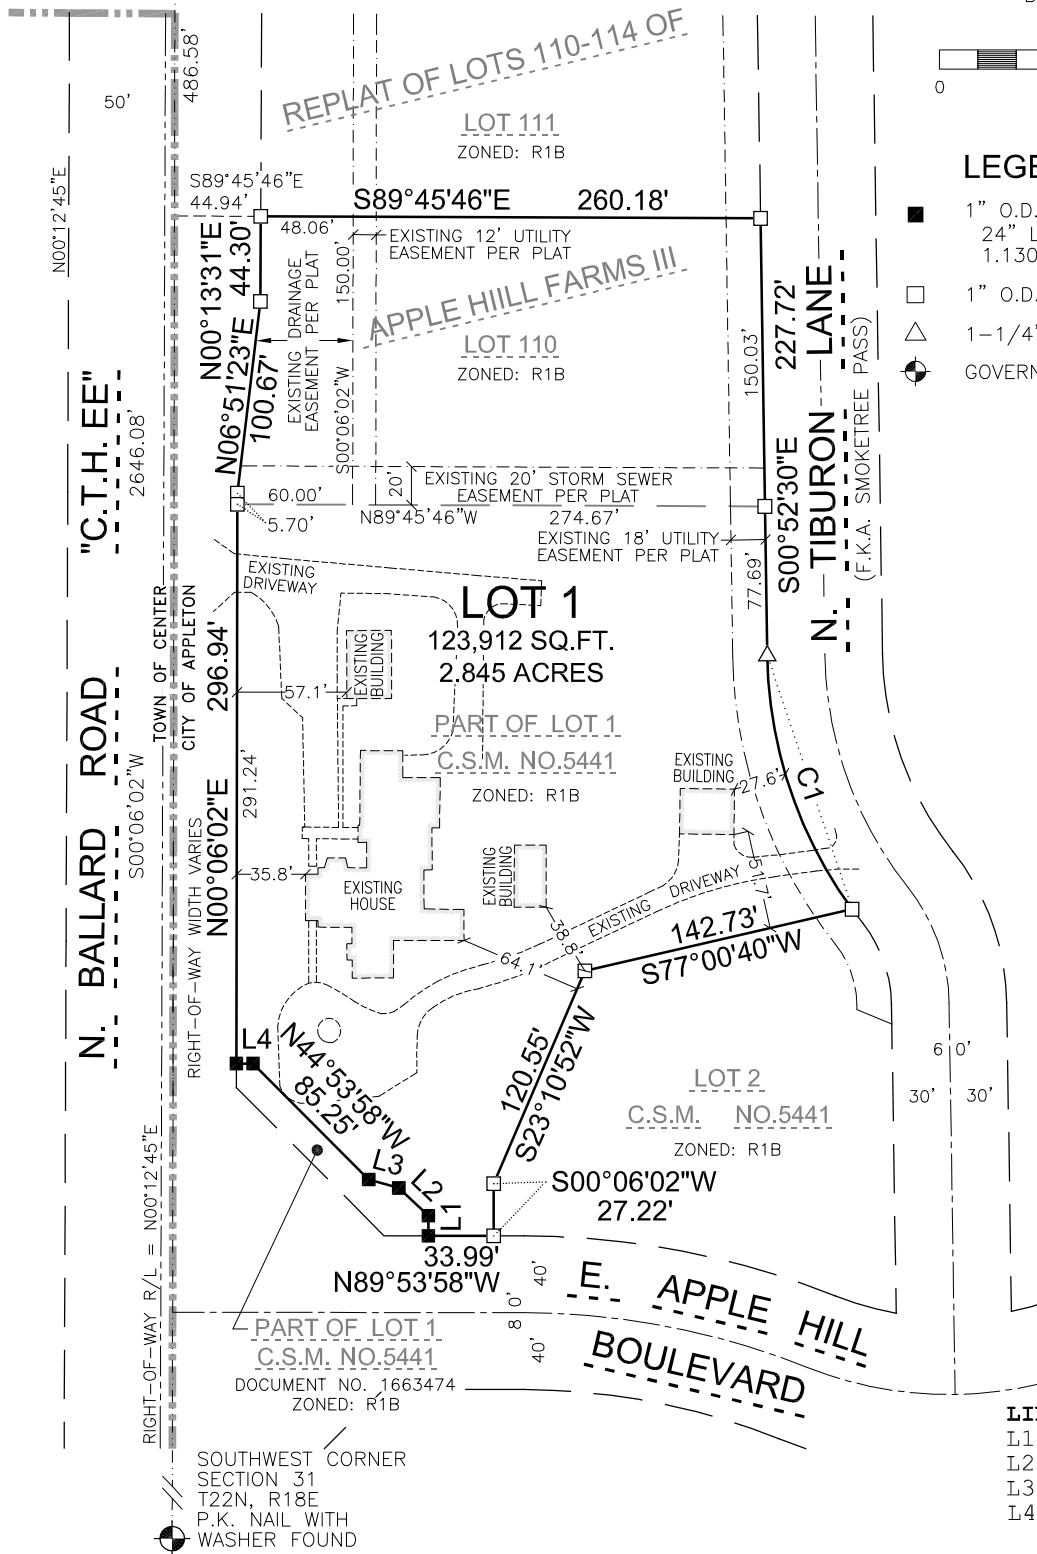 486.58'
50'
0
REPLAT OF LOTS 110-114 OF
LOT 111
ZONED: R1B
LEGE
N00°12'45"E
S89°45'46"E
44.94'
S89°45'46"E 260.18'
48.06'
EXISTING 12' UTILITY
EASEMENT PER PLAT
1" O.D.
24" L
1.130
1" O.D.
1-1/4"
GOVERN
N00°13'31"E
44.30'
EXISTING DRAINAGE
EASEMENT PER PLAT
150.00'
S00°06'02"W
APPLE HIILL FARMS III
LOT 110
ZONED: R1B
N06°51'23"E
100.67'
150.03'
227.72'
S00°52'30"E
N. TIBURON LANE
(F.K.A. SMOKETREE PASS)
"C.T.H. EE"
2646.08'
EXISTING 20' STORM SEWER
EASEMENT PER PLAT
20'
60.00'
5.70'
N89°45'46"W 274.67'
EXISTING 18' UTILITY
EASEMENT PER PLAT
77.69'
EXISTING
DRIVEWAY
LOT 1
123,912 SQ.FT.
2.845 ACRES
TOWN OF CENTER
CITY OF APPLETON
EXISTING
BUILDING
57.1'
PART OF LOT 1
C.S.M. NO.5441
ZONED: R1B
N. BALLARD ROAD
S00°06'02"W
RIGHT-OF-WAY WIDTH VARIES
N00°06'02"E 296.94'
291.24'
EXISTING
BUILDING
27.6'
C1
35.8'
EXISTING
HOUSE
EXISTING
BUILDING
EXISTING DRIVEWAY
51.7'
38.8'
64.1'
142.73'
S77°00'40"W
L4
N44°53'58"W
85.25'
120.55'
S23°10'52"W
60'
30' 30'
LOT 2
C.S.M. NO.5441
ZONED: R1B
L3
L2
L1
S00°06'02"W
27.22'
33.99'
N89°53'58"W
RIGHT-OF-WAY R/L = N00°12'45"E
40'
80'
40'
E. APPLE HILL
BOULEVARD
PART OF LOT 1
C.S.M. NO.5441
DOCUMENT NO. 1663474
ZONED: R1B
L1
L2
L3
L4
SOUTHWEST CORNER
SECTION 31
T22N, R18E
P.K. NAIL WITH
WASHER FOUND